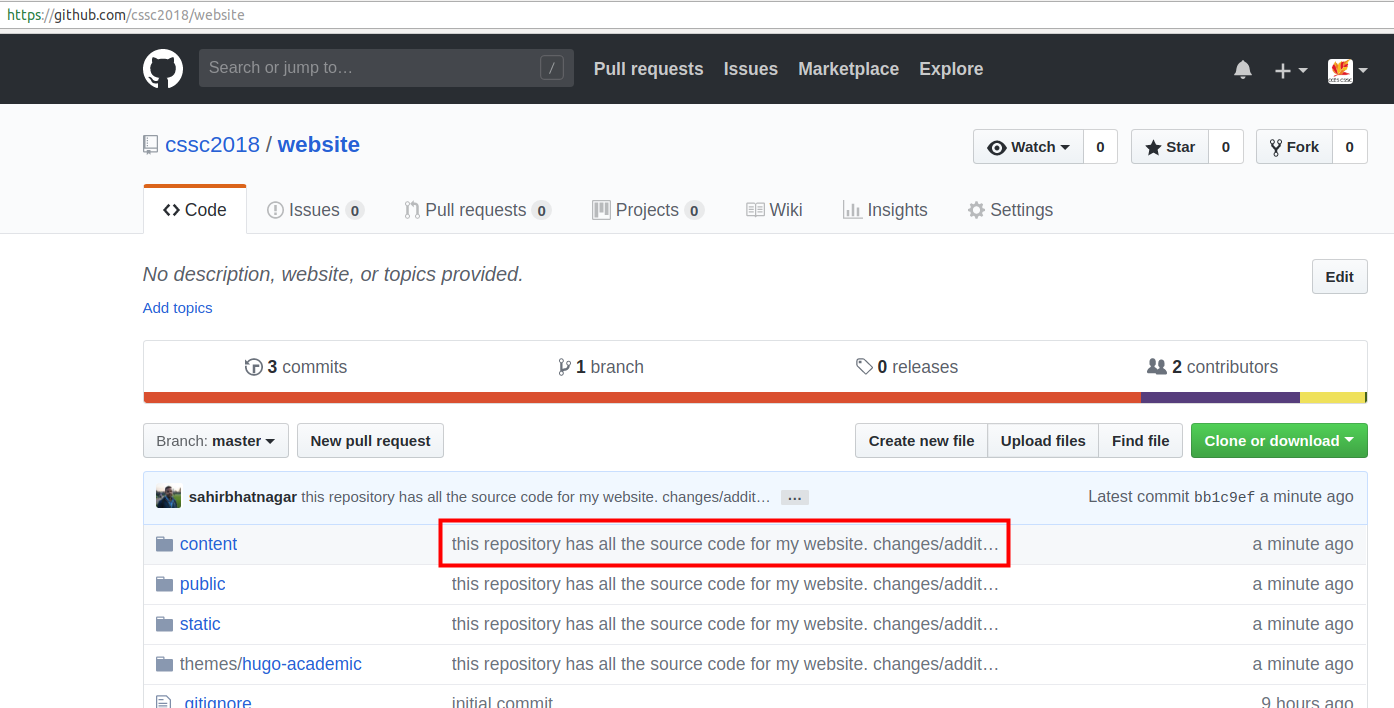 https://github.com/cssc2018/website
Search or jump to… / Pull requests Issues Marketplace Explore
cssc2018 / website Watch 0 Star 0 Fork 0
Code Issues 0 Pull requests 0 Projects 0 Wiki Insights Settings
No description, website, or topics provided. Edit
Add topics
3 commits 1 branch 0 releases 2 contributors
Branch: master New pull request Create new file Upload files Find file Clone or download
sahirbhatnagar this repository has all the source code for my website. changes/addit… … Latest commit bb1c9ef a minute ago
content this repository has all the source code for my website. changes/addit… a minute ago
public this repository has all the source code for my website. changes/addit… a minute ago
static this repository has all the source code for my website. changes/addit… a minute ago
themes/hugo-academic this repository has all the source code for my website. changes/addit… a minute ago
.gitignore initial commit 9 hours ago